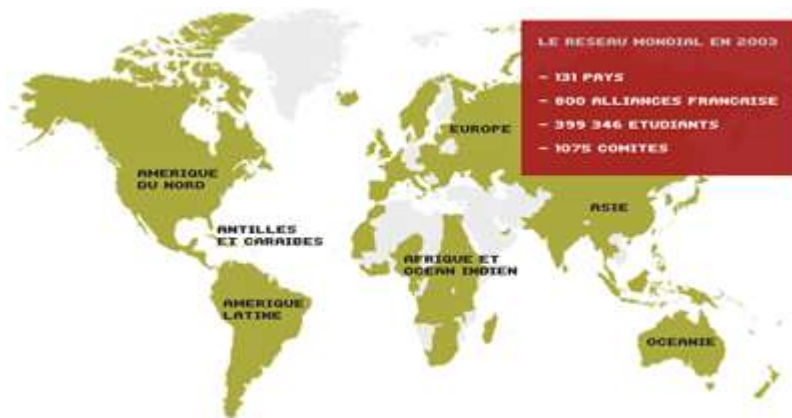 LE RESEAU MONDIAL EN 2003
- 131 PAYS
- 800 ALLIANCES FRANCAISE
- 399 346 ETUDIANTS
- 1075 COMITES
EUROPE
AMERIQUE
DU NORD
ASIE
ANTILLES
ET CARAIBES
AFRIQUE ET
OCEAN INDIEN
AMERIQUE
LATINE
OCEANIE